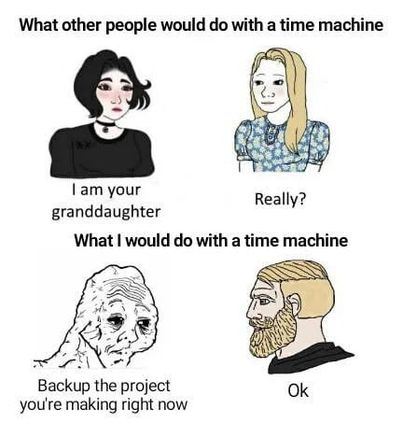 What other people would do with a time machine
I am your
granddaughter
Really?
What I would do with a time machine
Backup the project
you're making right now
Ok